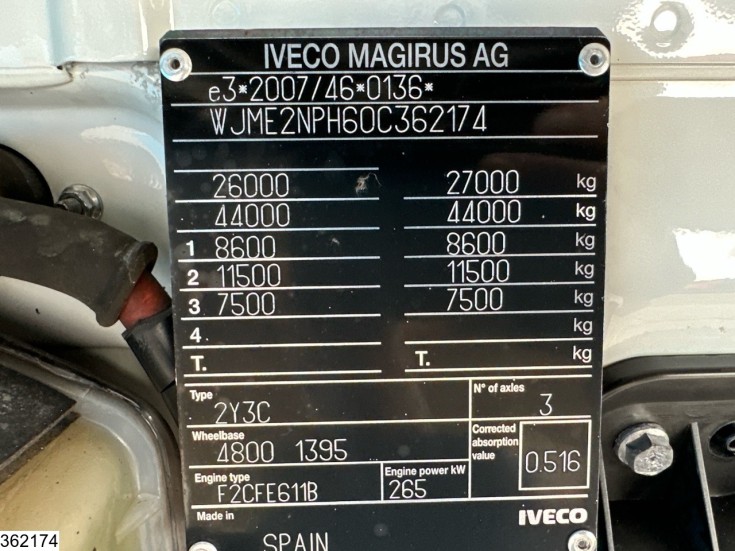 IVECO MAGIRUS AG
e3*2007/46*0136*
WJME2NPH60C362174
26000 27000 kg
44000 44000 kg
1 8600 8600 kg
2 11500 11500 kg
3 7500 7500 kg
4 kg
T. T. kg
Type 2Y3C
N° of axles 3
Wheelbase 4800 1395
Corrected absorption value 0.516
Engine type F2CFE611B
Engine power kW 265
Made in SPAIN
IVECO
362174